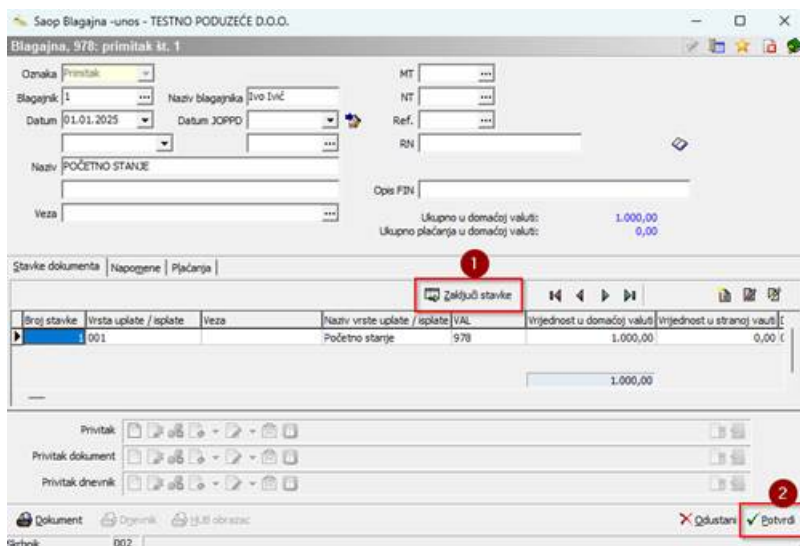 Saop Blagajna -unos - TESTNO PODUZEĆE D.O.O.
Blagajna, 978: primitak št. 1
Oznaka Primitak MT
Blagajnik 1 Naziv blagajnika Ivo Ivić NT
Datum 01.01.2025 Datum JOPPD Ref.
RN
Naziv POČETNO STANJE
Opis FIN
Veza Ukupno u domaćoj valuti: 1.000,00
Ukupno plaćanja u domaćoj valuti: 0,00
1
Stavke dokumenta Napomene Plaćanja
Zaključi stavke
Broj stavke Vrsta uplate / isplate Veza Naziv vrste uplate / isplate VAL Vrijednost u domaćoj valuti Vrijednost u stranoj vauti
1 001 Početno stanje 978 1.000,00 0,00
1.000,00
Privitak
Privitak dokument
Privitak dnevnik
2
Dokument Dnevnik HUB obrazac Odustani Potvrdi
Skrbnik 002